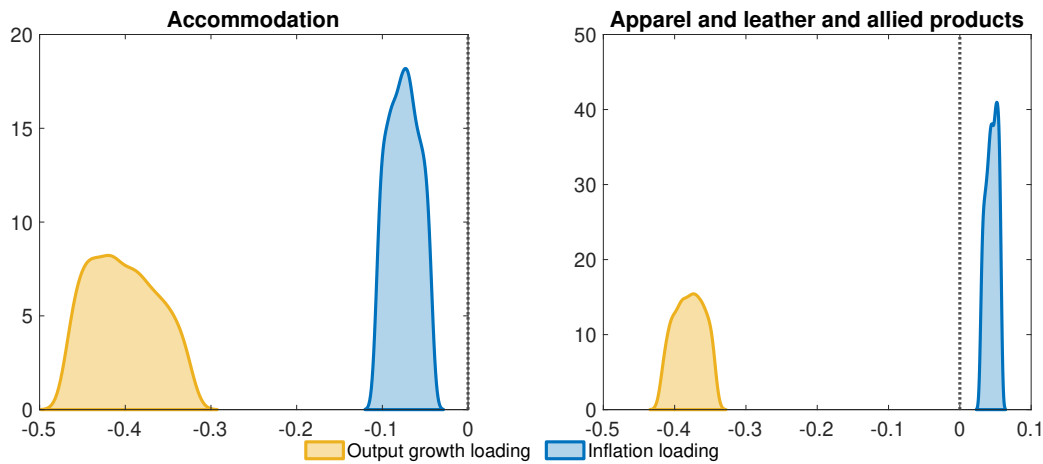 Accommodation
20
15
10
5
0
-0.5 -0.4 -0.3 -0.2 -0.1 0
Apparel and leather and allied products
50
40
30
20
10
0
-0.5 -0.4 -0.3 -0.2 -0.1 0 0.1
Output growth loading Inflation loading